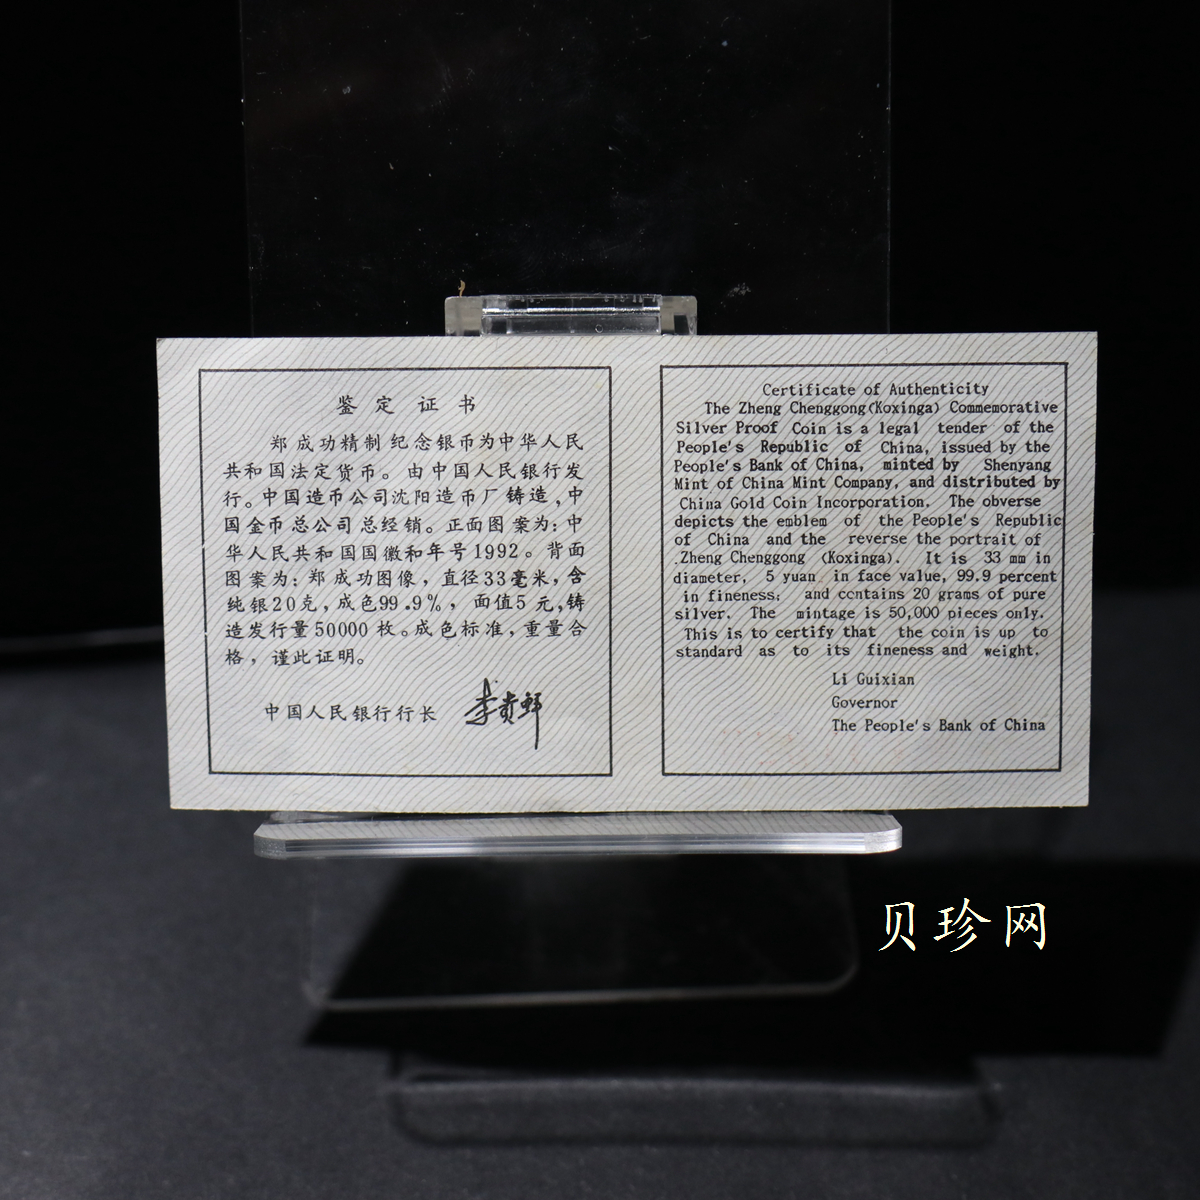 鉴定证书
郑成功精制纪念银币为中华人民
共和国法定货币。由中国人民银行发
行。中国造币公司沈阳造币厂铸造,中
国金币总公司总经销。正面图案为:中
华人民共和国国徽和年号1992。背面
图案为:郑成功图像,直径33毫米,含
纯银20克,成色99.9%,面值5元,铸
造发行量50000枚。成色标准,重量合
格,谨此证明。
中国人民银行行长 李贵鲜
Certificate of Authenticity
The Zheng Chenggong(Koxinga) Commemorative
Silver Proof Coin is a legal tender of the
People's Republic of China, issued by the
People's Bank of China, minted by Shenyang
Mint of China Mint Company, and distributed by
China Gold Coin Incorporation. The obverse
depicts the emblem of the People's Republic
of China and the reverse the portrait of
Zheng Chenggong (Koxinga). It is 33 mm in
diameter, 5 yuan in face value, 99.9 percent
in fineness; and contains 20 grams of pure
silver. The mintage is 50,000 pieces only.
This is to certify that the coin is up to
standard as to its fineness and weight.
Li Guixian
Governor
The People's Bank of China
贝珍网